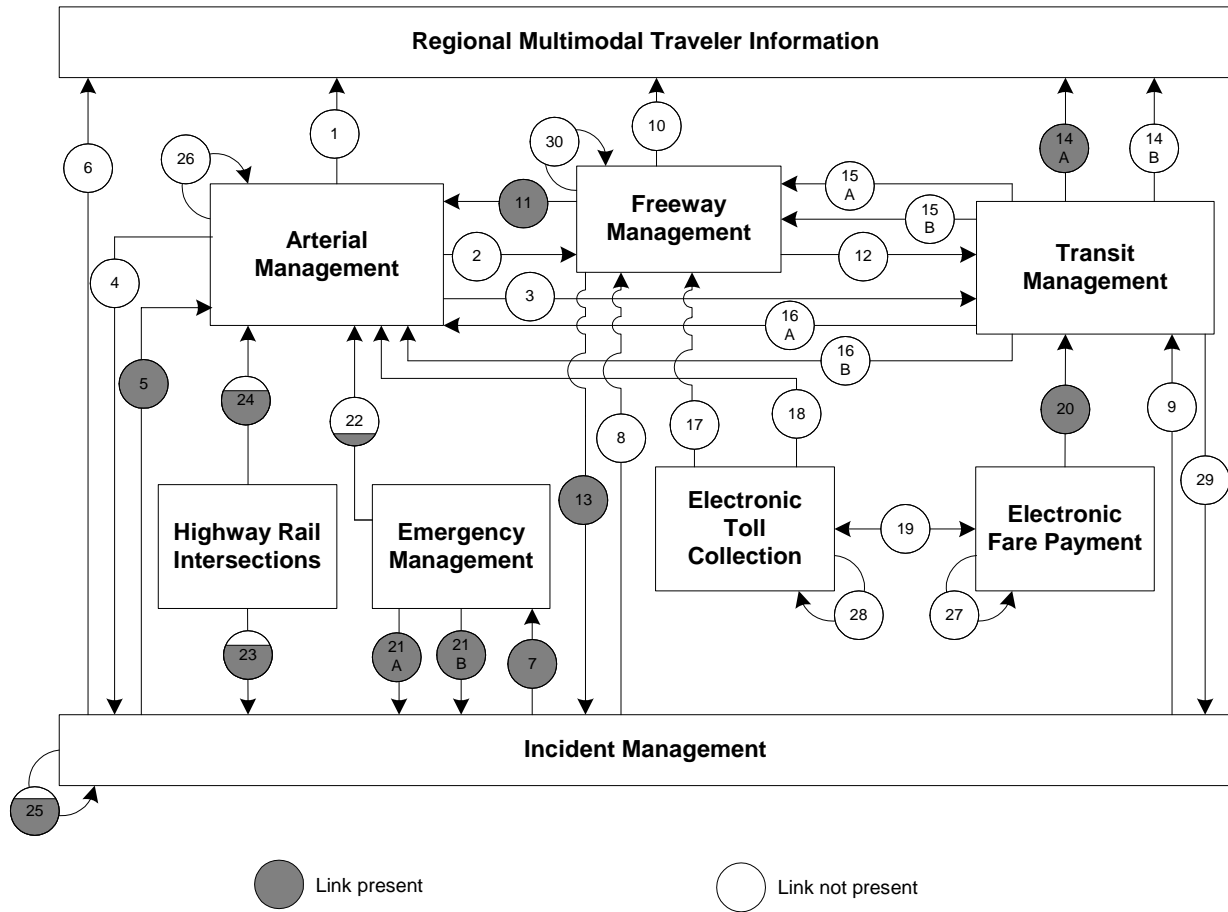 Regional Multimodal Traveler Information
6
26
1
30
10
14
A
14
B
15
A
15
B
11
Arterial
Management
Freeway
Management
Transit
Management
4
2
12
3
16
A
16
B
5
24
22
8
17
18
20
9
29
13
Highway Rail
Intersections
Emergency
Management
Electronic
Toll
Collection
19
Electronic
Fare Payment
28
27
23
21
A
21
B
7
Incident Management
25
Link present
Link not present